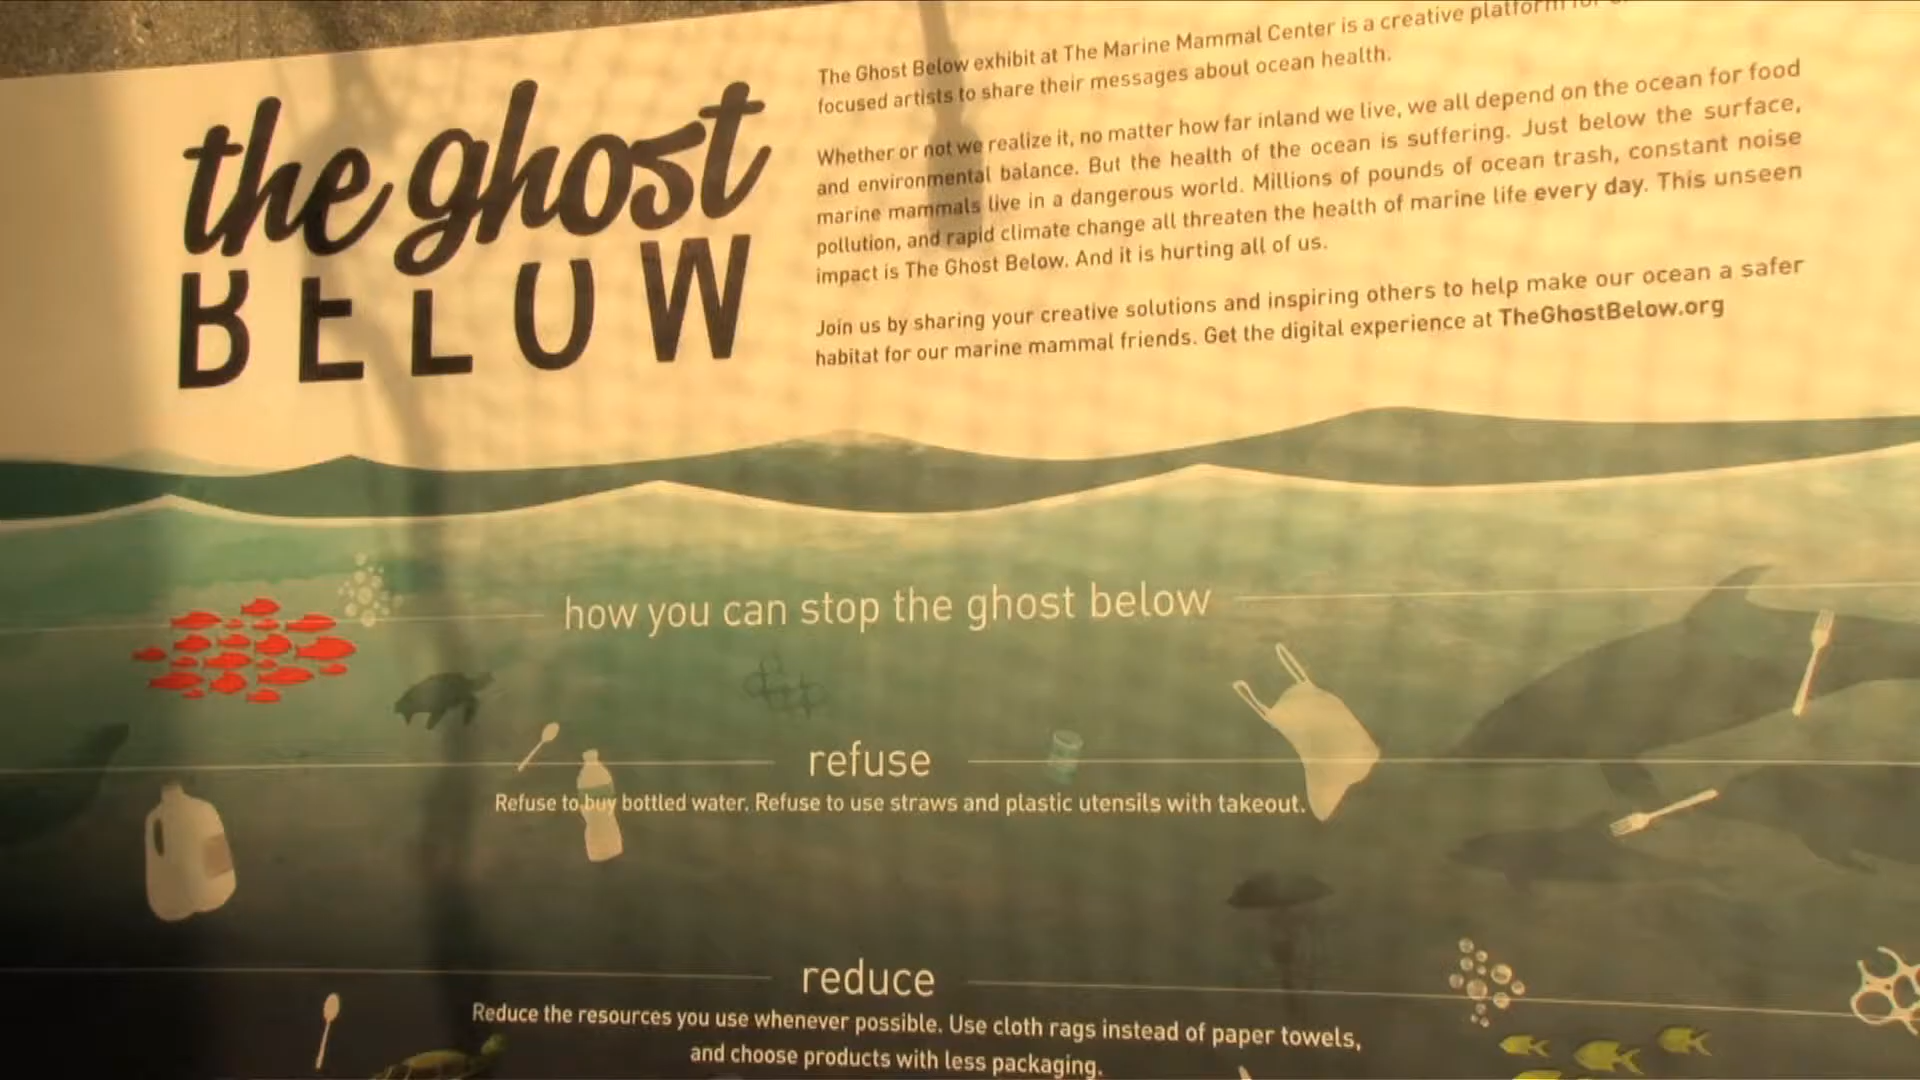 the ghost
BELOW
The Ghost Below exhibit at The Marine Mammal Center is a creative platform for
focused artists to share their messages about ocean health.
Whether or not we realize it, no matter how far inland we live, we all depend on the ocean for food
and environmental balance. But the health of the ocean is suffering. Just below the surface,
marine mammals live in a dangerous world. Millions of pounds of ocean trash, constant noise
pollution, and rapid climate change all threaten the health of marine life every day. This unseen
impact is The Ghost Below. And it is hurting all of us.
Join us by sharing your creative solutions and inspiring others to help make our ocean a safer
habitat for our marine mammal friends. Get the digital experience at TheGhostBelow.org
how you can stop the ghost below
refuse
Refuse to buy bottled water. Refuse to use straws and plastic utensils with takeout.
reduce
Reduce the resources you use whenever possible. Use cloth rags instead of paper towels,
and choose products with less packaging.